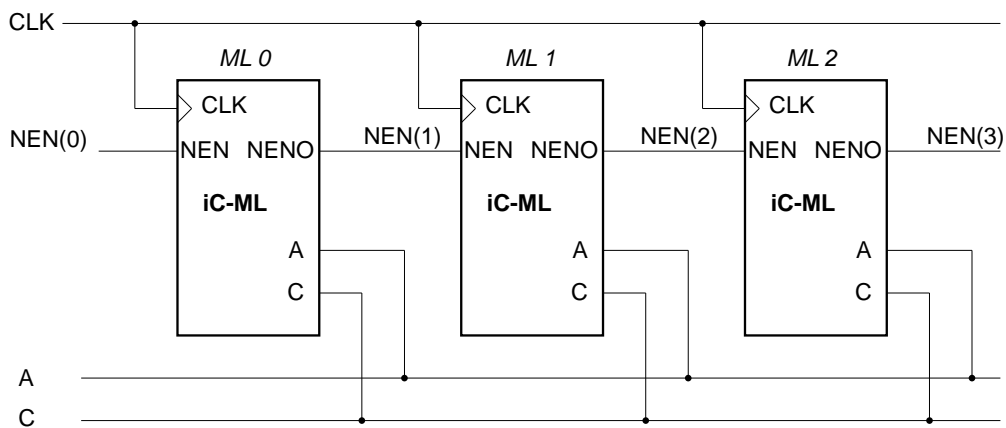 CLK
ML 0 ML 1 ML 2
CLK CLK CLK
NEN(0) NEN NENO NEN(1) NEN NENO NEN(2) NEN NENO NEN(3)
iC-ML iC-ML iC-ML
A A A
C C C
A
C